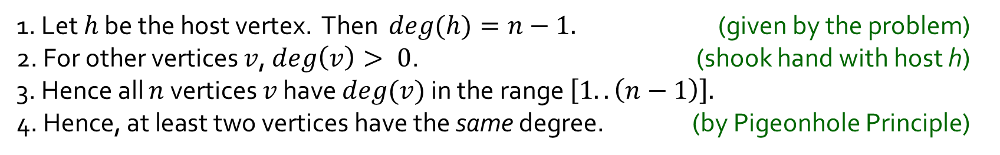 1. Let h be the host vertex. Then deg(h) = n − 1. (given by the problem)
2. For other vertices v, deg(v) > 0. (shook hand with host h)
3. Hence all n vertices v have deg(v) in the range [1. . (n − 1)].
4. Hence, at least two vertices have the same degree. (by Pigeonhole Principle)